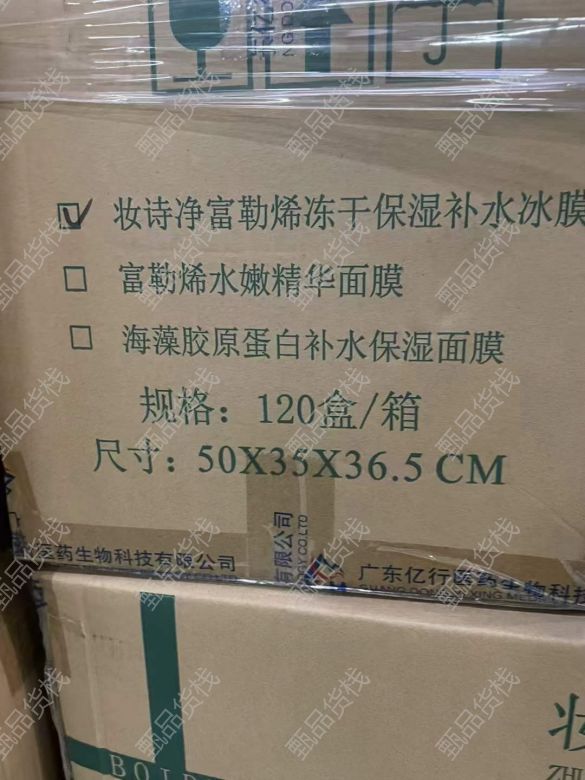 妆诗净富勒烯冻干保湿补水冰膜
富勒烯水嫩精华面膜
海藻胶原蛋白补水保湿面膜
规格：120盒/箱
尺寸：50X35X36.5CM
医药生物科技有限公司
有限公司
广东亿行医药生物科技
甄品货栈